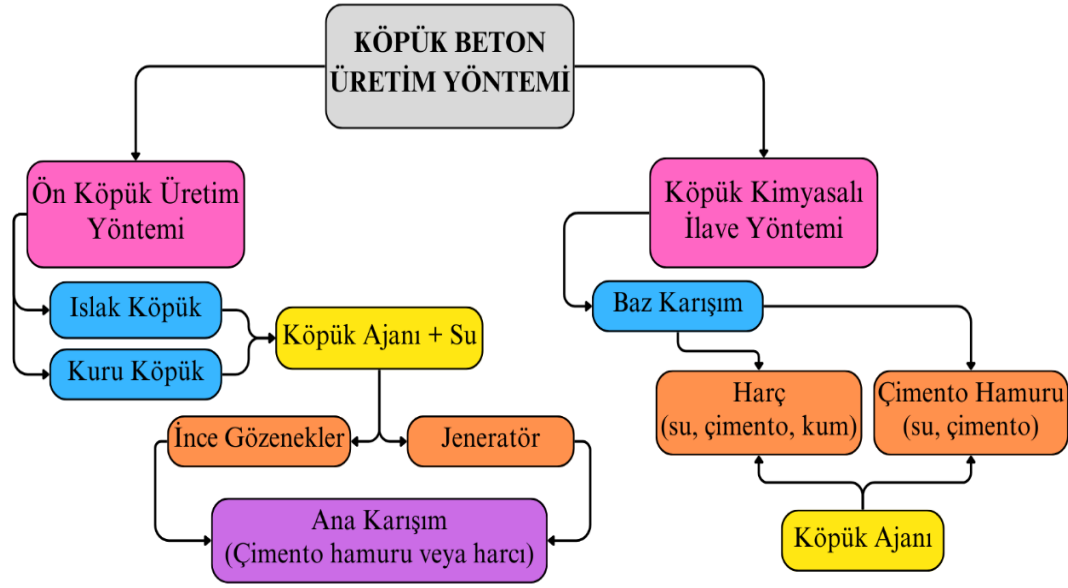 KÖPÜK BETON
ÜRETİM YÖNTEMİ
Ön Köpük Üretim
Yöntemi
Islak Köpük
Kuru Köpük
Köpük Ajanı + Su
İnce Gözenekler
Jeneratör
Ana Karışım
(Çimento hamuru veya harcı)
Köpük Kimyasalı
İlave Yöntemi
Baz Karışım
Harç
(su, çimento, kum)
Çimento Hamuru
(su, çimento)
Köpük Ajanı